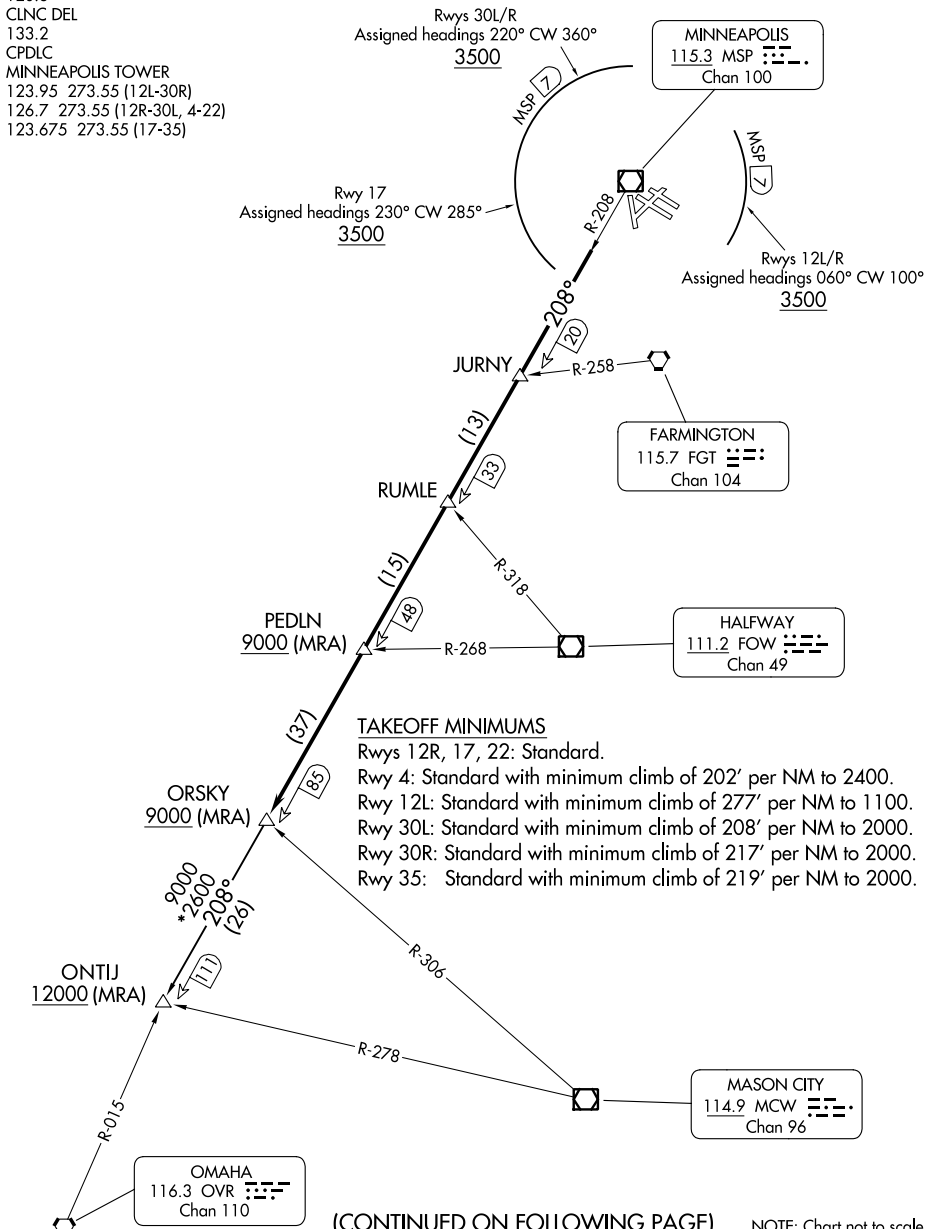 CLNC DEL
133.2
CPDLC
MINNEAPOLIS TOWER
123.95 273.55 (12L-30R)
126.7 273.55 (12R-30L, 4-22)
123.675 273.55 (17-35)
Rwys 30L/R
Assigned headings 220° CW 360°
3500
MINNEAPOLIS
115.3 MSP
Chan 100
MSP 7
MSP 7
Rwy 17
Assigned headings 230° CW 285°
3500
R-208
Rwys 12L/R
Assigned headings 060° CW 100°
3500
208°
20
JURNY
R-258
FARMINGTON
115.7 FGT
Chan 104
(13)
33
RUMLE
R-318
(15)
48
PEDLN
9000 (MRA)
R-268
HALFWAY
111.2 FOW
Chan 49
(37)
TAKEOFF MINIMUMS
Rwys 12R, 17, 22: Standard.
Rwy 4: Standard with minimum climb of 202' per NM to 2400.
Rwy 12L: Standard with minimum climb of 277' per NM to 1100.
Rwy 30L: Standard with minimum climb of 208' per NM to 2000.
Rwy 30R: Standard with minimum climb of 217' per NM to 2000.
Rwy 35: Standard with minimum climb of 219' per NM to 2000.
85
ORSKY
9000 (MRA)
9000
*2600
208°
(26)
R-306
111
ONTIJ
12000 (MRA)
R-278
R-015
MASON CITY
114.9 MCW
Chan 96
OMAHA
116.3 OVR
Chan 110
(CONTINUED ON FOLLOWING PAGE)
NOTE: Chart not to scale